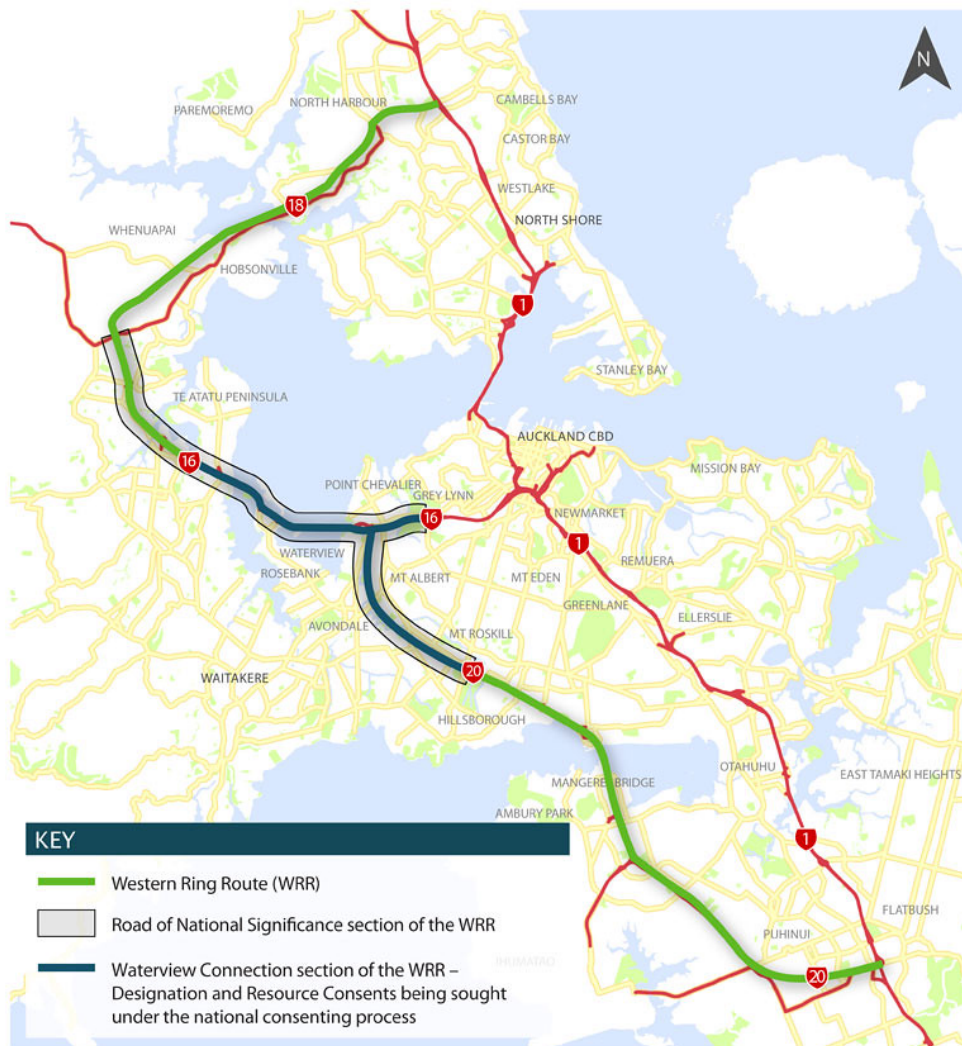 N
PAREMOREMO
NORTH HARBOUR
CAMBELLS BAY
CASTOR BAY
WESTLAKE
18
NORTH SHORE
WHENUAPAI
HOBSONVILLE
1
STANLEY BAY
TE ATATU PENINSULA
AUCKLAND CBD
16
MISSION BAY
POINT CHEVALIER
GREY LYNN
16
NEWMARKET
WATERVIEW
1
REMUERA
ROSEBANK
MT ALBERT
MT EDEN
GREENLANE
ELLERSLIE
AVONDALE
MT ROSKILL
WAITAKERE
20
HILLSBOROUGH
OTAHUHU
EAST TAMAKI HEIGHTS
MANGERE BRIDGE
AMBURY PARK
1
FLATBUSH
PUHINUI
IHUMATAO
20
KEY
Western Ring Route (WRR)
Road of National Significance section of the WRR
Waterview Connection section of the WRR –
Designation and Resource Consents being sought
under the national consenting process